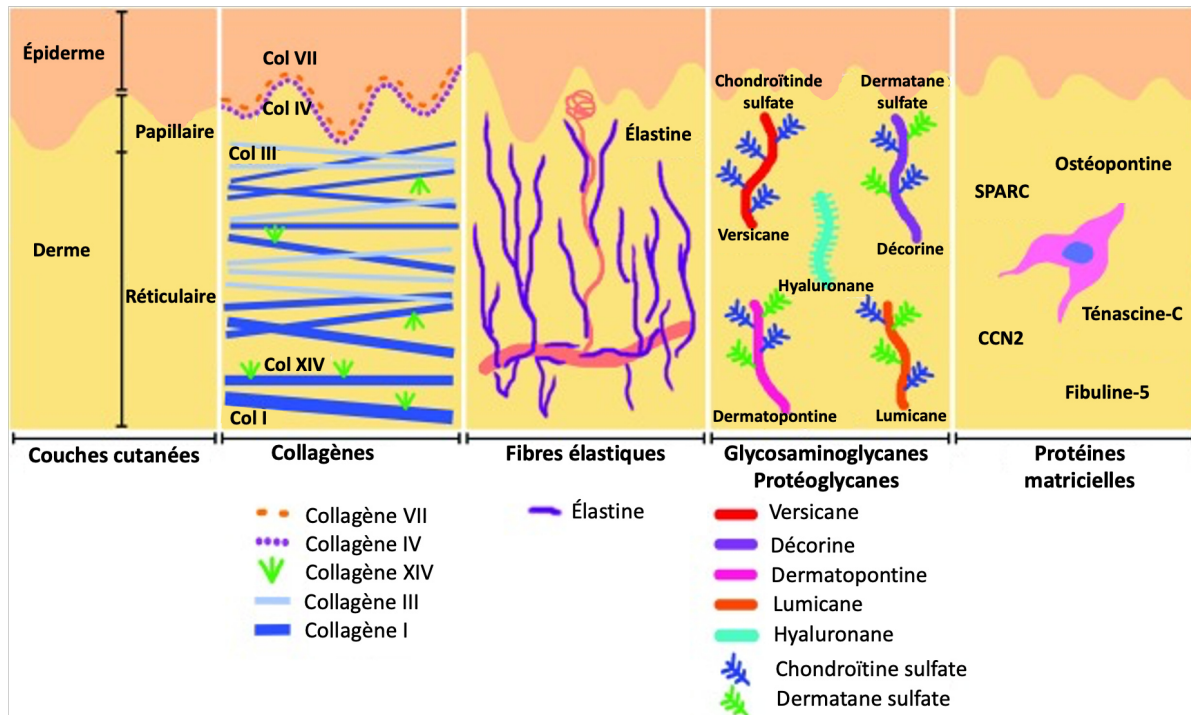 Épiderme
Papillaire
Derme
Réticulaire
Couches cutanées
Col VII
Col IV
Col III
Col XIV
Col I
Collagènes
Collagène VII
Collagène IV
Collagène XIV
Collagène III
Collagène I
Élastine
Fibres élastiques
Élastine
Chondroïtinde
sulfate
Dermatane
sulfate
Versicane
Décorine
Hyaluronane
Dermatopontine
Lumicane
Glycosaminoglycanes
Protéoglycanes
Versicane
Décorine
Dermatopontine
Lumicane
Hyaluronane
Chondroïtine sulfate
Dermatane sulfate
Ostéopontine
SPARC
Ténascine-C
CCN2
Fibuline-5
Protéines
matricielles